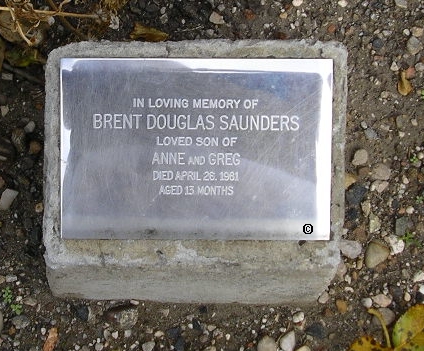 IN LOVING MEMORY OF
BRENT DOUGLAS SAUNDERS
LOVED SON OF
ANNE AND GREG
DIED APRIL 28. 1981
AGED 13 MONTHS
©